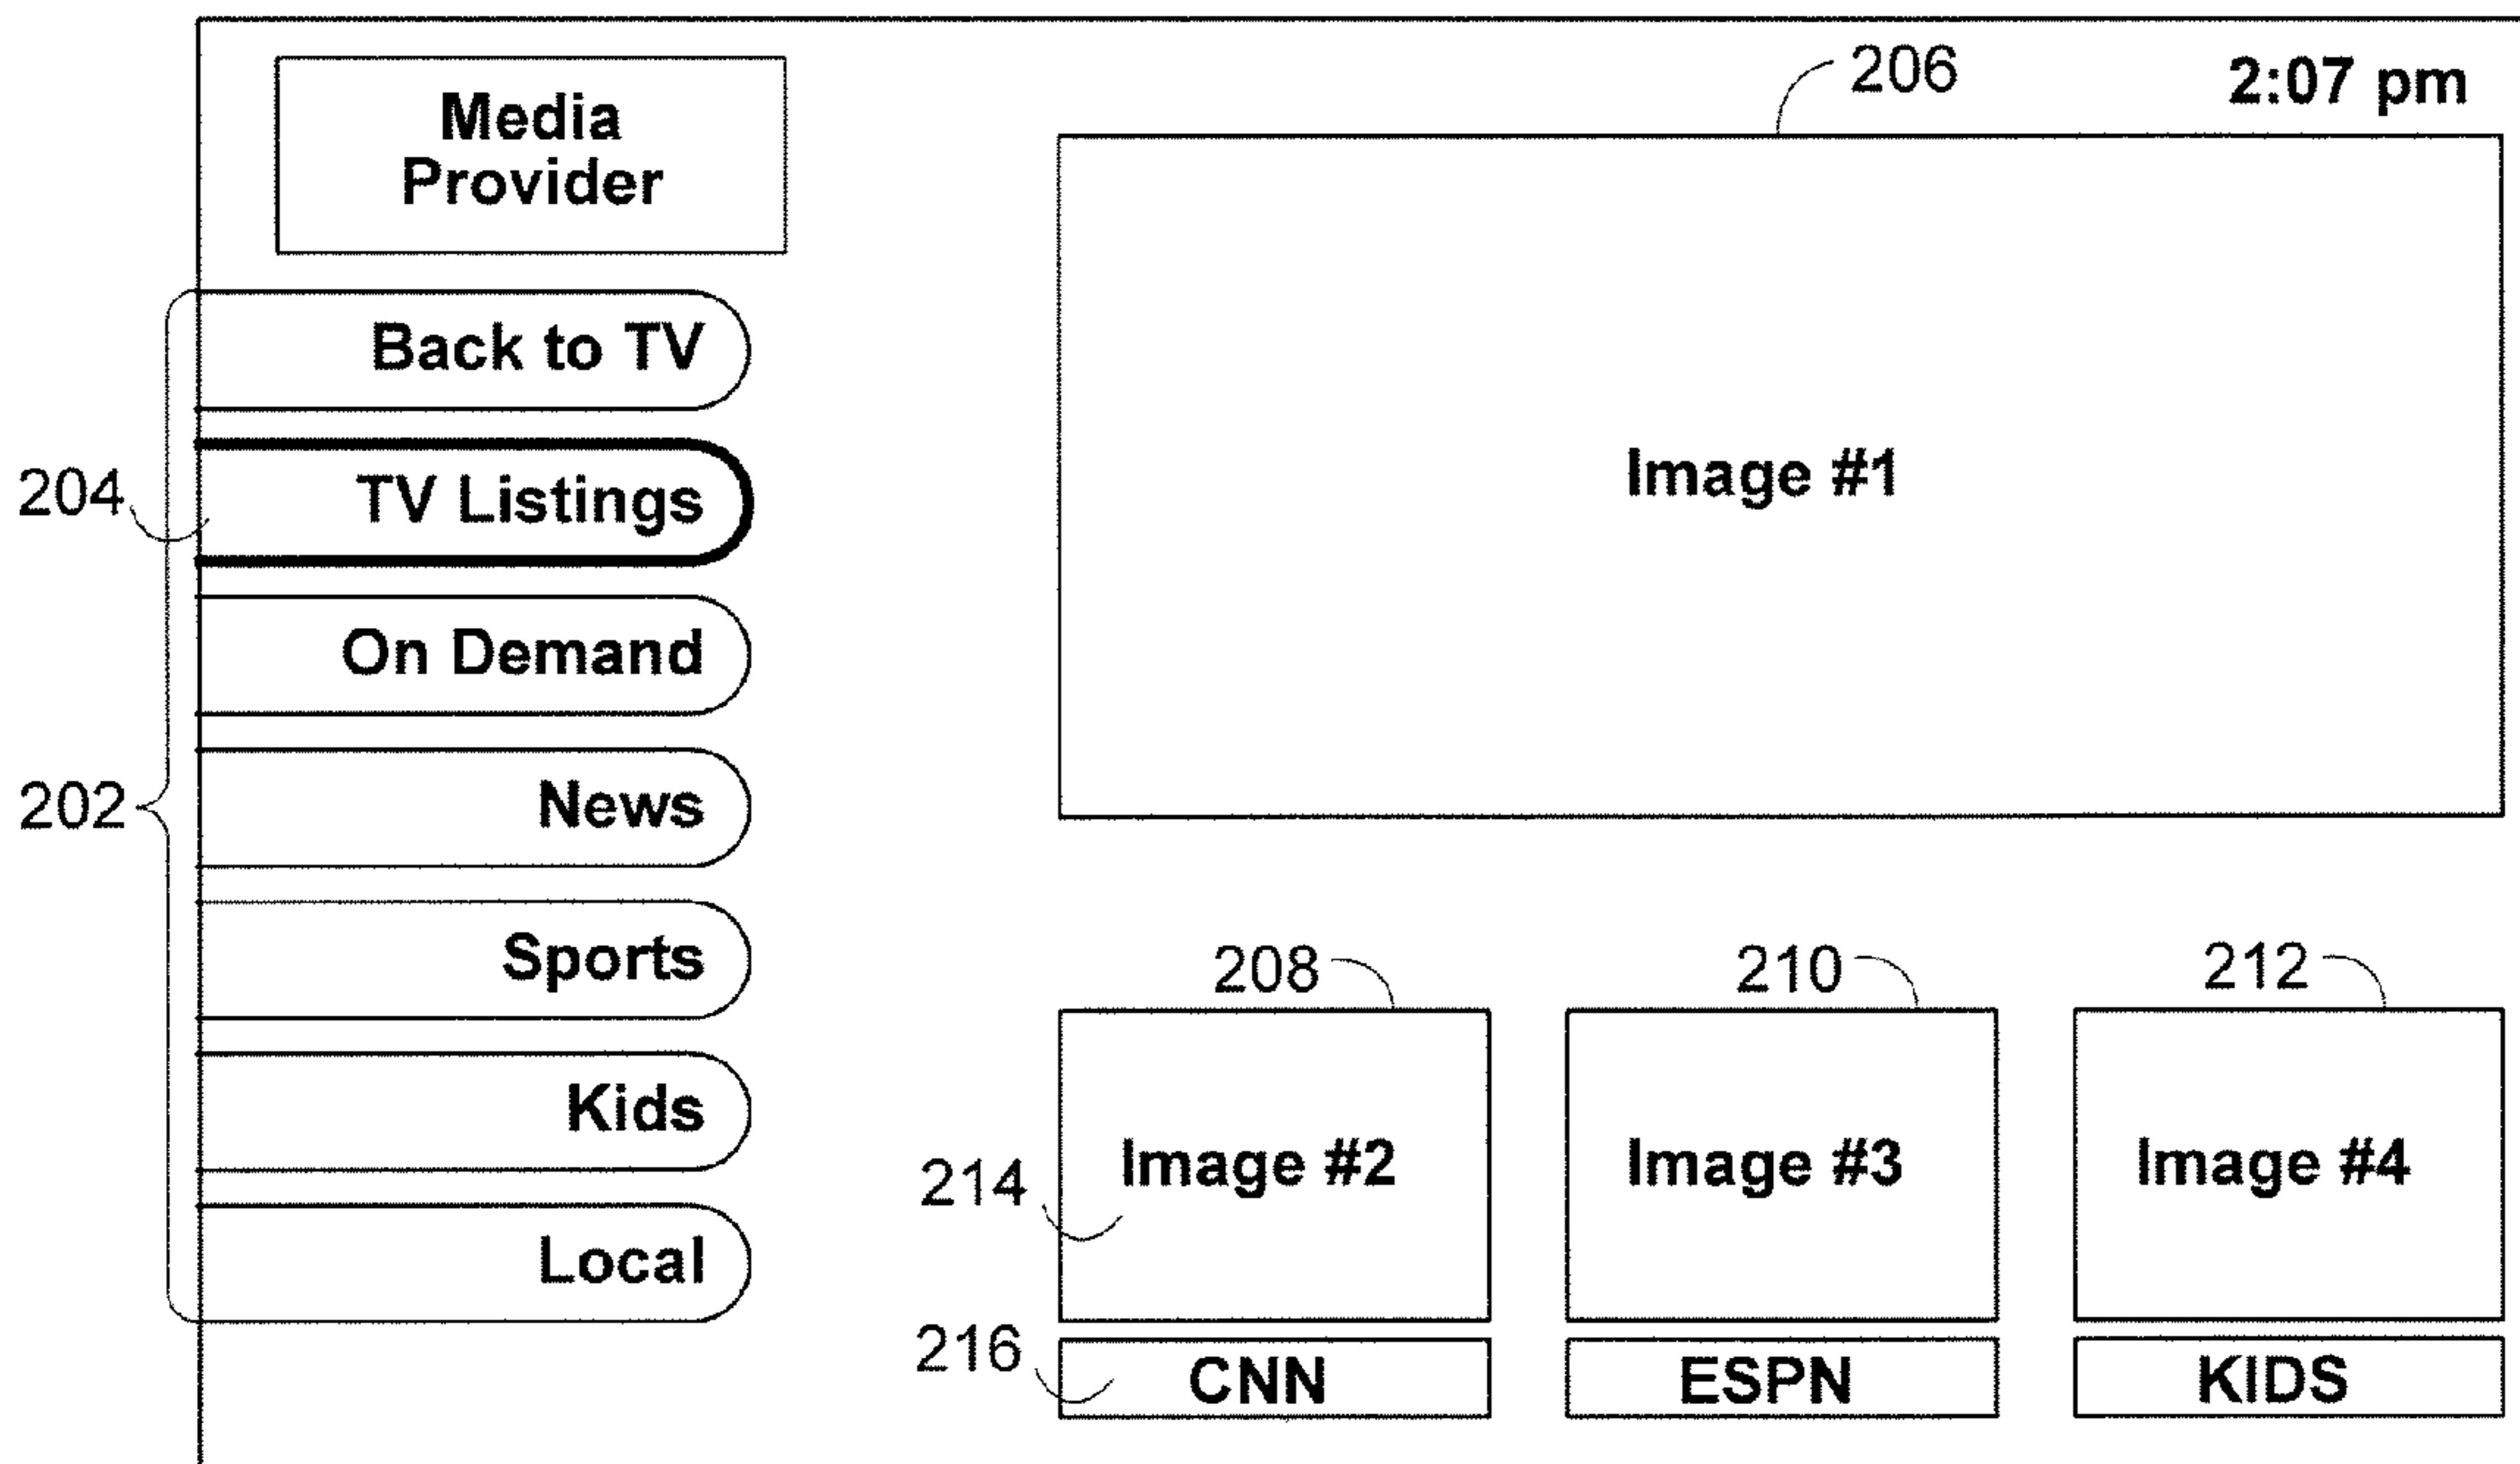 Media
Provider
206
2:07 pm
Back to TV
204
TV Listings
Image #1
On Demand
202
News
Sports
208
210
212
Kids
214
Image #2
Image #3
Image #4
Local
216
CNN
ESPN
KIDS